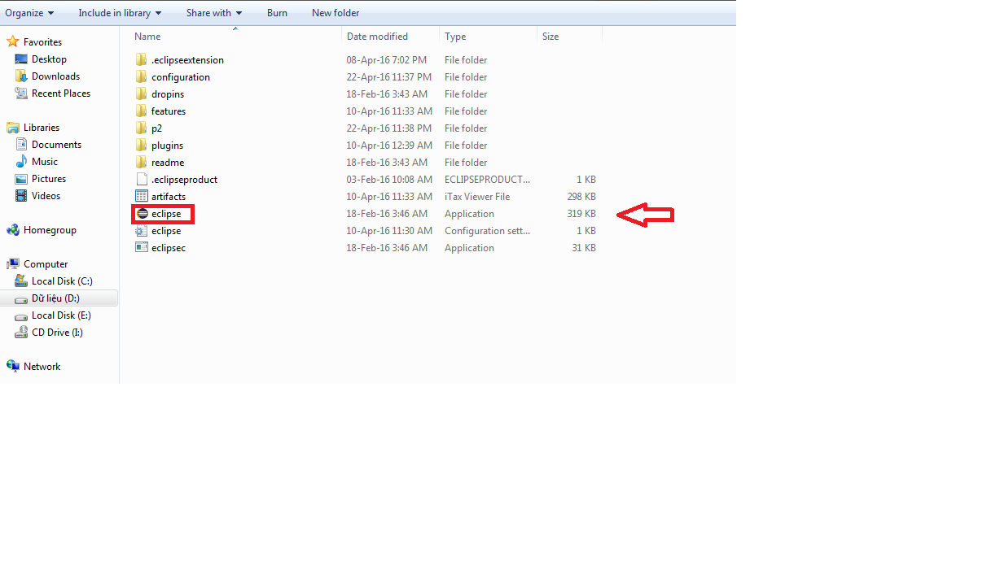 Organize Include in library Share with Burn New folder
Name Date modified Type Size
Favorites
Desktop
Downloads
Recent Places
Libraries
Documents
Music
Pictures
Videos
Homegroup
Computer
Local Disk (C:)
Dữ liệu (D:)
Local Disk (E:)
CD Drive (I:)
Network
.eclipseextension 08-Apr-16 7:02 PM File folder
configuration 22-Apr-16 11:37 PM File folder
dropins 18-Feb-16 3:43 AM File folder
features 10-Apr-16 11:33 AM File folder
p2 22-Apr-16 11:38 PM File folder
plugins 10-Apr-16 12:39 AM File folder
readme 18-Feb-16 3:43 AM File folder
.eclipseproduct 03-Feb-16 10:08 AM ECLIPSEPRODUCT... 1 KB
artifacts 10-Apr-16 11:33 AM iTax Viewer File 298 KB
eclipse 18-Feb-16 3:46 AM Application 319 KB
eclipse 10-Apr-16 11:30 AM Configuration sett... 1 KB
eclipsec 18-Feb-16 3:46 AM Application 31 KB